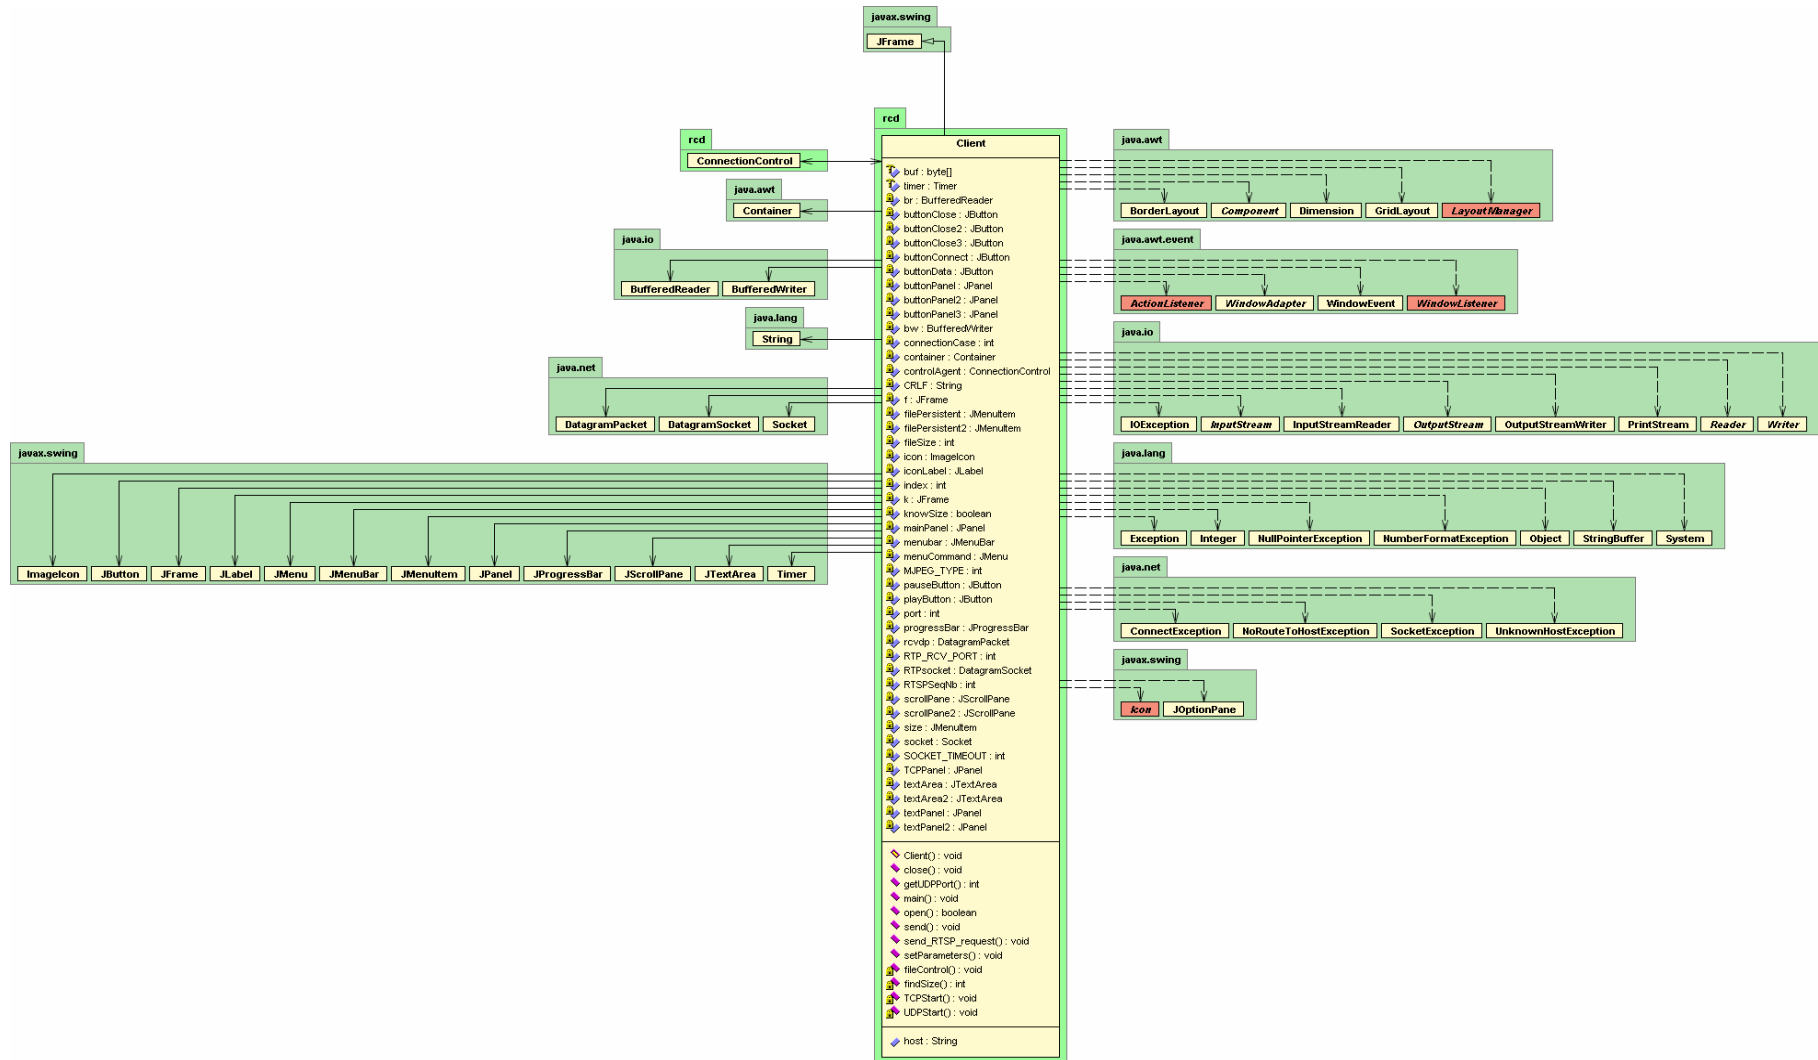 javax.swing
JFrame
rcd
ConnectionControl
java.awt
Container
java.io
BufferedReader BufferedWriter
java.lang
String
java.net
DatagramPacket DatagramSocket Socket
javax.swing
ImageIcon JButton JFrame JLabel JMenu JMenuBar JMenuItem JPanel JProgressBar JScrollPane JTextArea Timer
rcd
Client
buf : byte[]
timer : Timer
br : BufferedReader
buttonClose : JButton
buttonClose2 : JButton
buttonClose3 : JButton
buttonConnect : JButton
buttonData : JButton
buttonPanel : JPanel
buttonPanel2 : JPanel
buttonPanel3 : JPanel
bw : BufferedWriter
connectionCase : int
container : Container
controlAgent : ConnectionControl
CRLF : String
f : JFrame
filePersistent : JMenuItem
filePersistent2 : JMenuItem
fileSize : int
icon : ImageIcon
iconLabel : JLabel
index : int
k : JFrame
knowSize : boolean
mainPanel : JPanel
menubar : JMenuBar
menuCommand : JMenu
MJPEG_TYPE : int
pauseButton : JButton
playButton : JButton
port : int
progressBar : JProgressBar
rcvdp : DatagramPacket
RTP_RCV_PORT : int
RTPsocket : DatagramSocket
RTSPSeqNb : int
scrollPane : JScrollPane
scrollPane2 : JScrollPane
size : JMenuItem
socket : Socket
SOCKET_TIMEOUT : int
TCPPanel : JPanel
textArea : JTextArea
textArea2 : JTextArea
textPanel : JPanel
textPanel2 : JPanel
Client() : void
close() : void
getUDPPort() : int
main() : void
open() : boolean
send() : void
send_RTSP_request() : void
setParameters() : void
fileControl() : void
findSize() : int
TCPStart() : void
UDPStart() : void
host : String
java.awt
BorderLayout Component Dimension GridLayout LayoutManager
java.awt.event
ActionListener WindowAdapter WindowEvent WindowListener
java.io
IOException InputStream InputStreamReader OutputStream OutputStreamWriter PrintStream Reader Writer
java.lang
Exception Integer NullPointerException NumberFormatException Object StringBuffer System
java.net
ConnectException NoRouteToHostException SocketException UnknownHostException
javax.swing
Icon JOptionPane